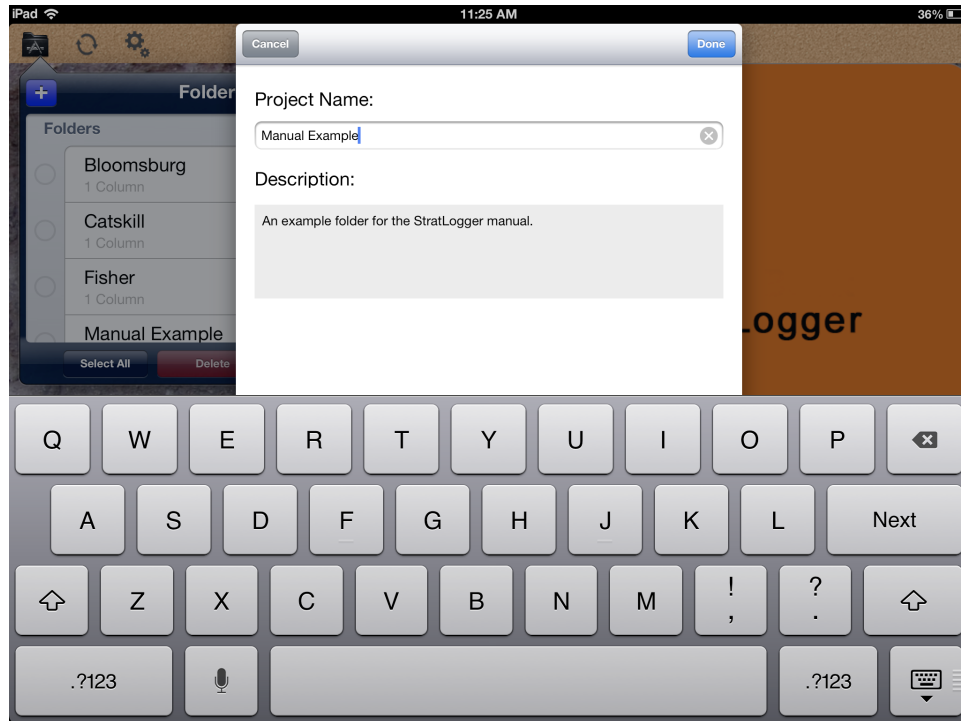 iPad 11:25 AM 36%
Cancel Done
Folder
Project Name:
Manual Example
Folders
Bloomsburg
1 Column
Description:
An example folder for the StratLogger manual.
Catskill
1 Column
Fisher
1 Column
Manual Example
Logger
Select All Delete
Q W E R T Y U I O P
A S D F G H J K L Next
Z X C V B N M ! , ? .
.?123 .?123